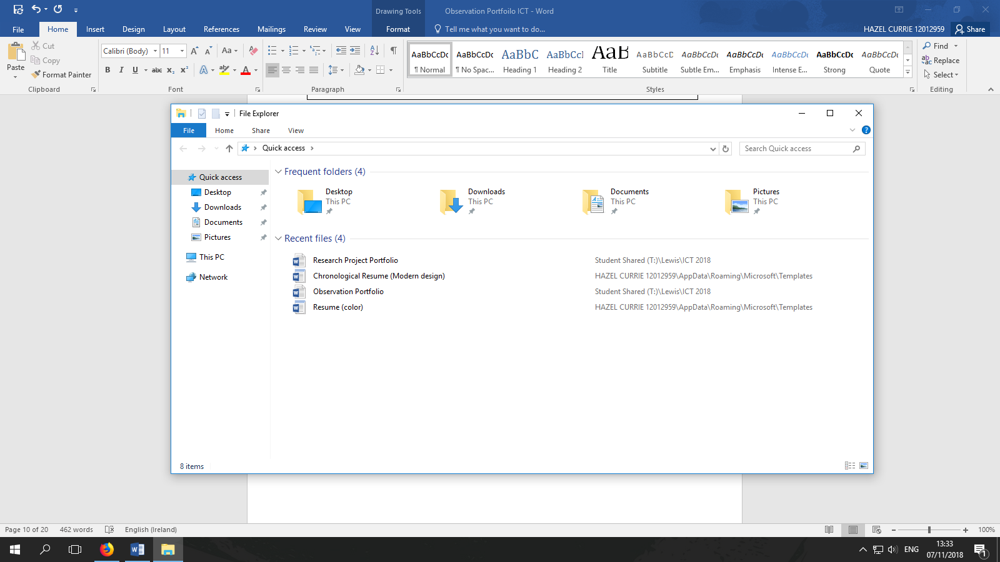 Drawing Tools
Observation Portfoilo ICT - Word
File Home Insert Design Layout References Mailings Review View Format Tell me what you want to do... HAZEL CURRIE 12012959 Share
Paste
Cut
Copy
Format Painter
Clipboard
Calibri (Body) 11
Font
Paragraph
AaBbCcDc AaBbCcDc AaBbC AaBbCcI AaB AaBbCcD AaBbCcDc AaBbCcDc AaBbCcDc AaBbCcDc AaBbCcDc
¶ Normal ¶ No Spac... Heading 1 Heading 2 Title Subtitle Subtle Em... Emphasis Intense E... Strong Quote
Styles
Find
Replace
Select
Editing
File Explorer
File Home Share View
Quick access
Search Quick access
Quick access
Desktop
Downloads
Documents
Pictures
This PC
Network
Frequent folders (4)
Desktop
This PC
Downloads
This PC
Documents
This PC
Pictures
This PC
Recent files (4)
Research Project Portfolio Student Shared (T:)\Lewis\ICT 2018
Chronological Resume (Modern design) HAZEL CURRIE 12012959\AppData\Roaming\Microsoft\Templates
Observation Portfolio Student Shared (T:)\Lewis\ICT 2018
Resume (color) HAZEL CURRIE 12012959\AppData\Roaming\Microsoft\Templates
8 items
Page 10 of 20 462 words English (Ireland) 100%
ENG
13:33
07/11/2018
1